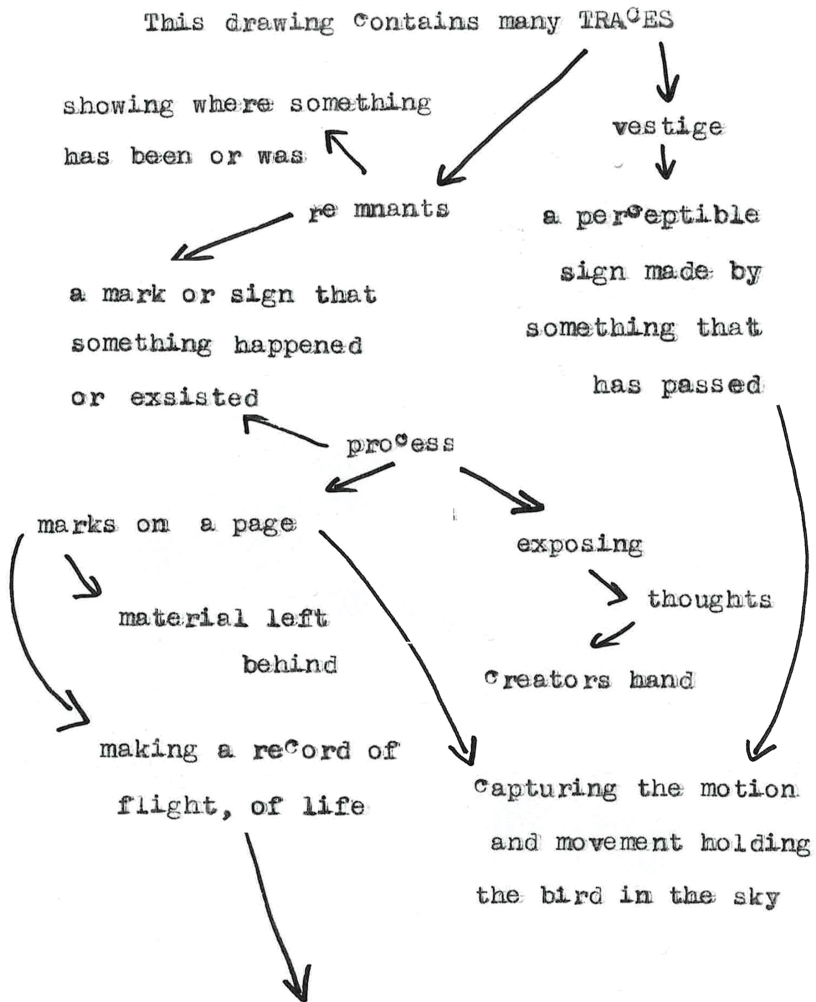 This drawing contains many TRACES
showing where something
has been or was
vestige
re mnants
a perceptible
sign made by
something that
has passed
a mark or sign that
something happened
or exsisted
process
marks on a page
exposing
thoughts
material left
behind
creators hand
making a record of
flight, of life
capturing the motion
and movement holding
the bird in the sky